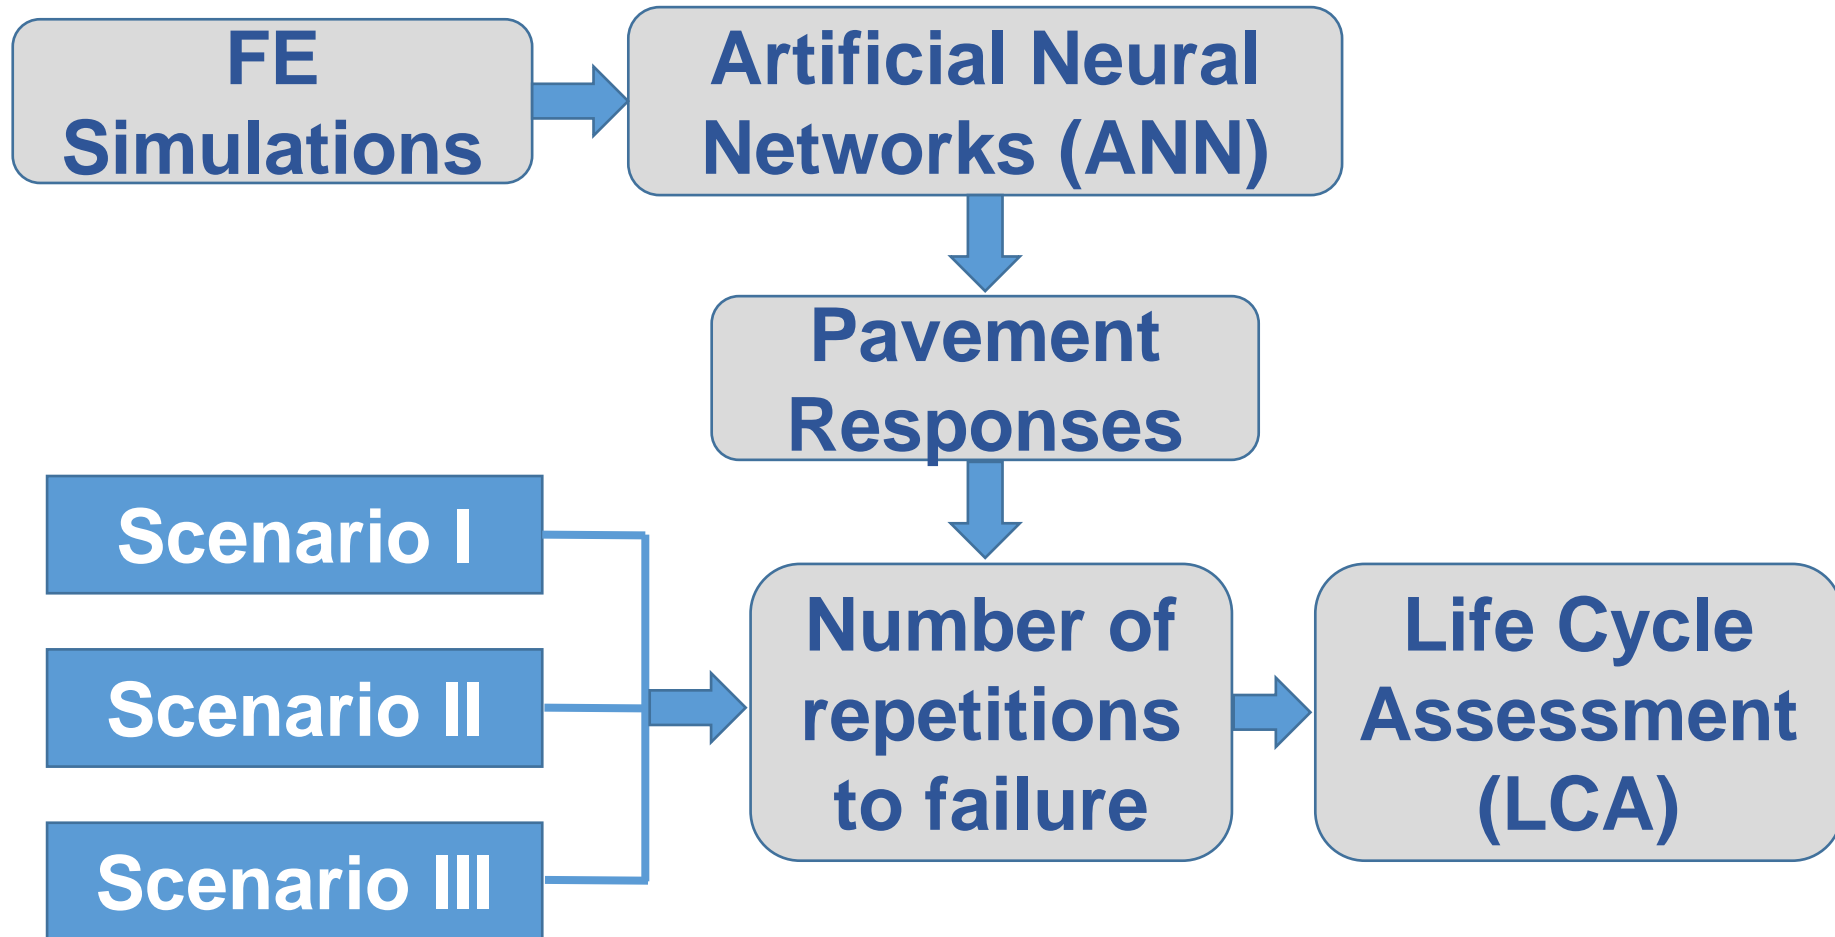 FE
Simulations
Artificial Neural
Networks (ANN)
Pavement
Responses
Scenario I
Scenario II
Scenario III
Number of
repetitions
to failure
Life Cycle
Assessment
(LCA)